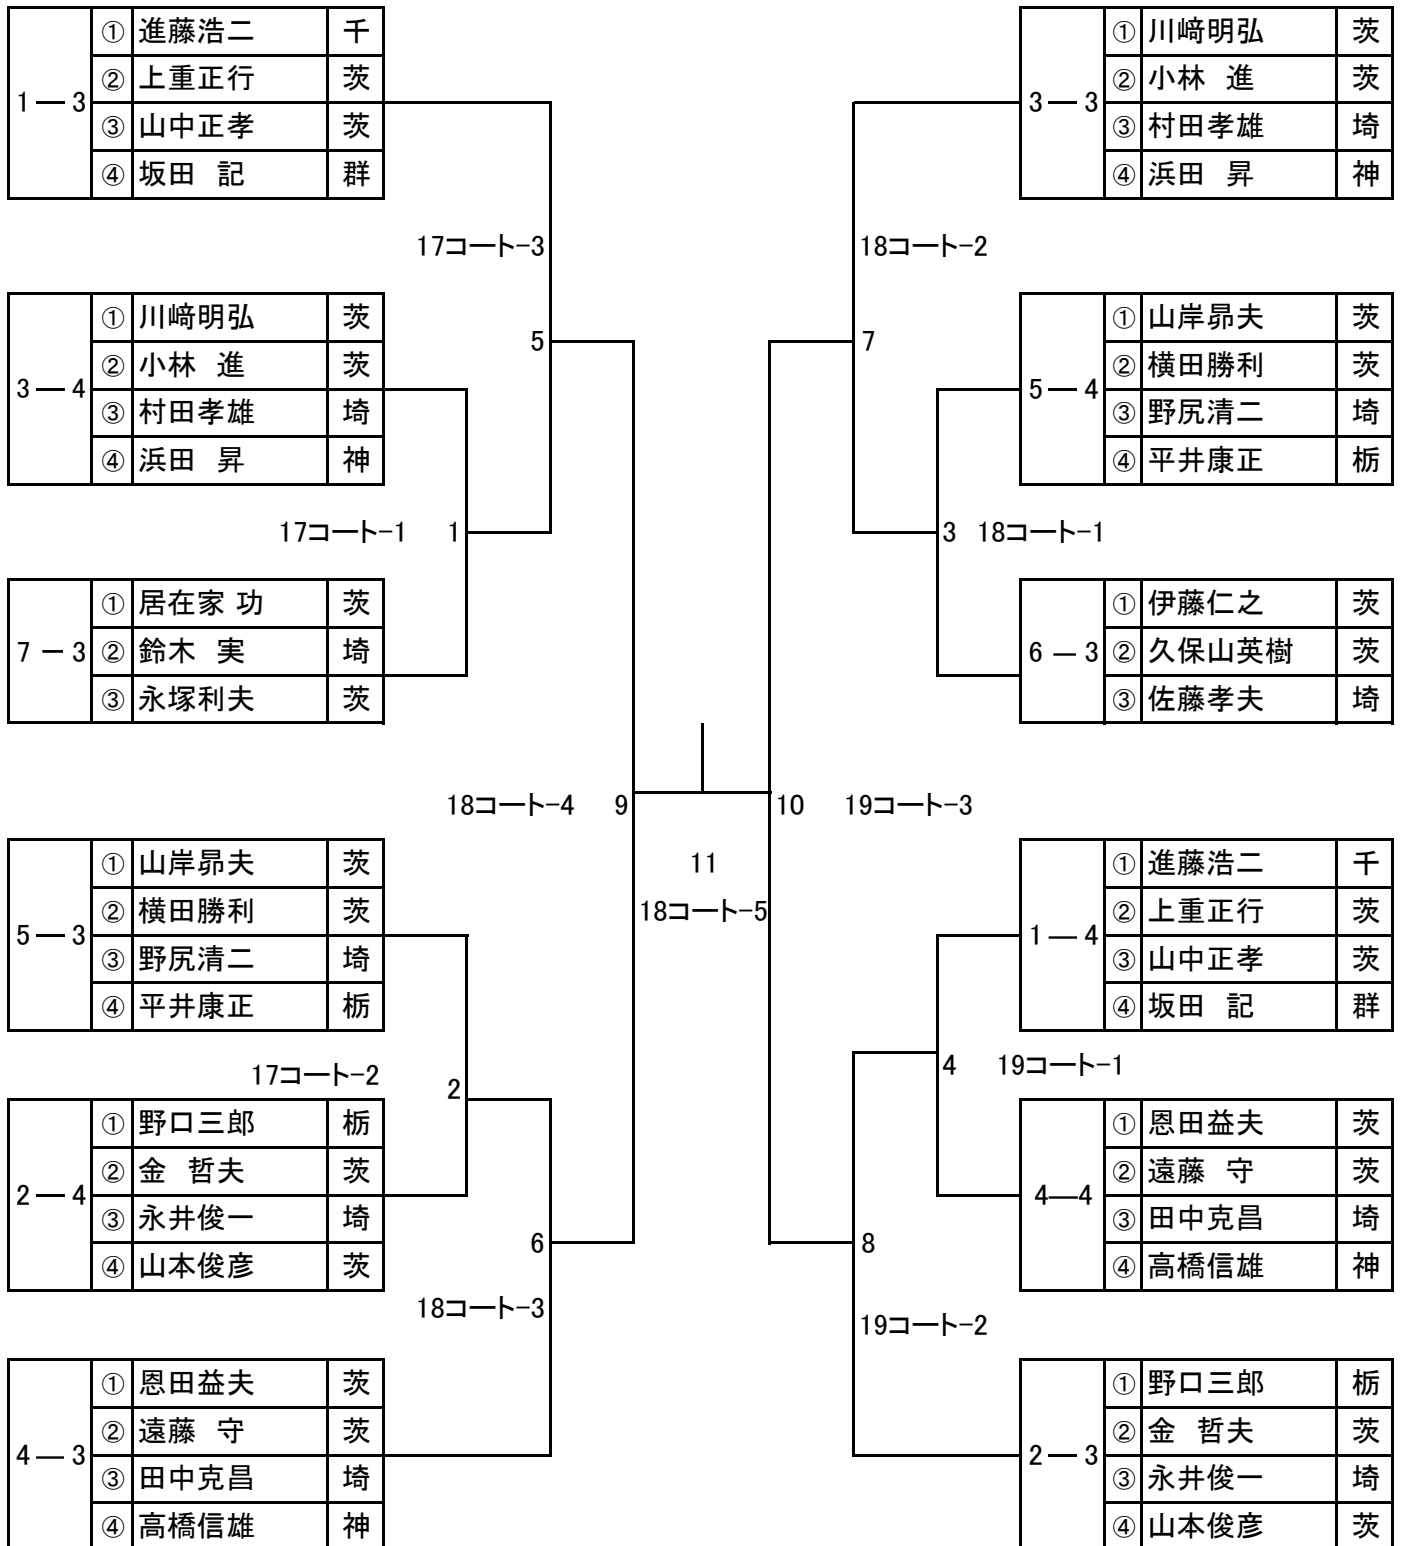 1 ― 3
① 進藤浩二 千
② 上重正行 茨
③ 山中正孝 茨
④ 坂田 記 群
17コート-3
3 ― 4
① 川﨑明弘 茨
② 小林 進 茨
③ 村田孝雄 埼
④ 浜田 昇 神
5
17コート-1 1
7 ― 3
① 居在家 功 茨
② 鈴木 実 埼
③ 永塚利夫 茨
18コート-4 9
5 ― 3
① 山岸昴夫 茨
② 横田勝利 茨
③ 野尻清二 埼
④ 平井康正 栃
17コート-2
2
2 ― 4
① 野口三郎 栃
② 金 哲夫 茨
③ 永井俊一 埼
④ 山本俊彦 茨
6
18コート-3
4 ― 3
① 恩田益夫 茨
② 遠藤 守 茨
③ 田中克昌 埼
④ 高橋信雄 神
11
18コート-5
3 ― 3
① 川﨑明弘 茨
② 小林 進 茨
③ 村田孝雄 埼
④ 浜田 昇 神
18コート-2
7
5 ― 4
① 山岸昴夫 茨
② 横田勝利 茨
③ 野尻清二 埼
④ 平井康正 栃
3 18コート-1
6 ― 3
① 伊藤仁之 茨
② 久保山英樹 茨
③ 佐藤孝夫 埼
10 19コート-3
1 ― 4
① 進藤浩二 千
② 上重正行 茨
③ 山中正孝 茨
④ 坂田 記 群
4 19コート-1
4―4
① 恩田益夫 茨
② 遠藤 守 茨
③ 田中克昌 埼
④ 高橋信雄 神
8
19コート-2
2 ― 3
① 野口三郎 栃
② 金 哲夫 茨
③ 永井俊一 埼
④ 山本俊彦 茨